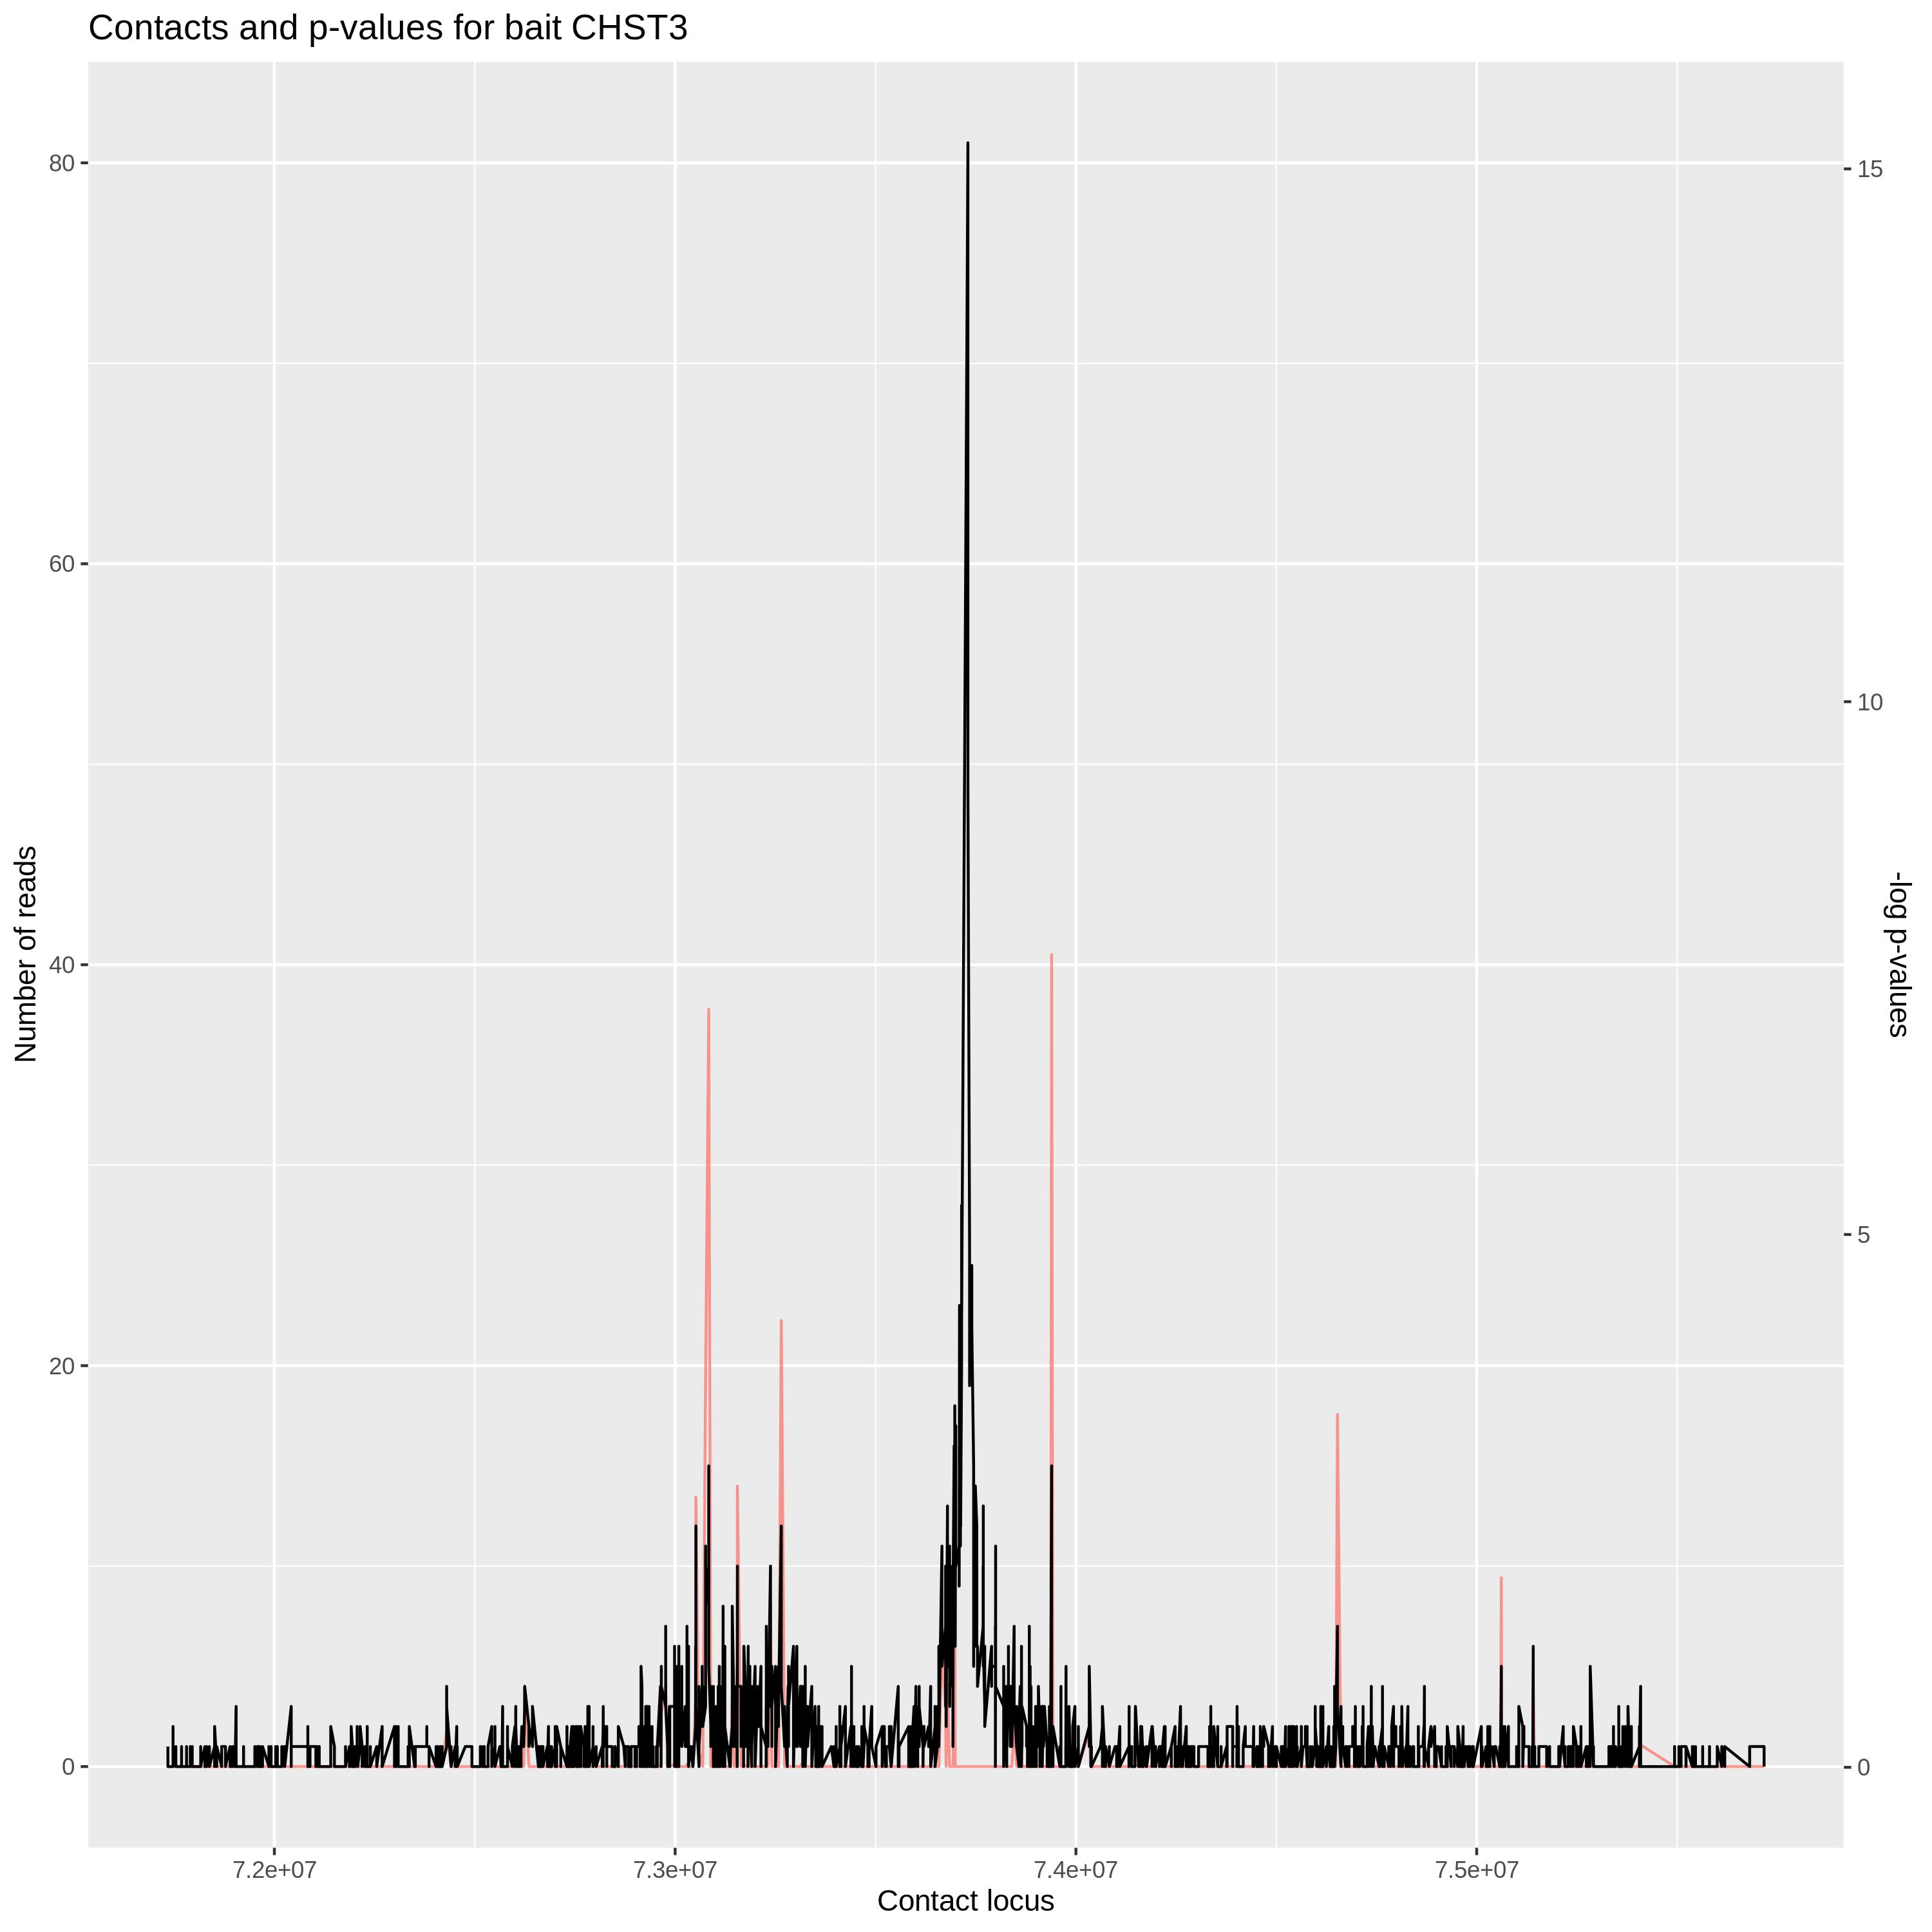 Contacts and p-values for bait CHST3
80
60
40
20
0
Number of reads
15
10
5
0
-log p-values
7.2e+07
7.3e+07
7.4e+07
7.5e+07
Contact locus